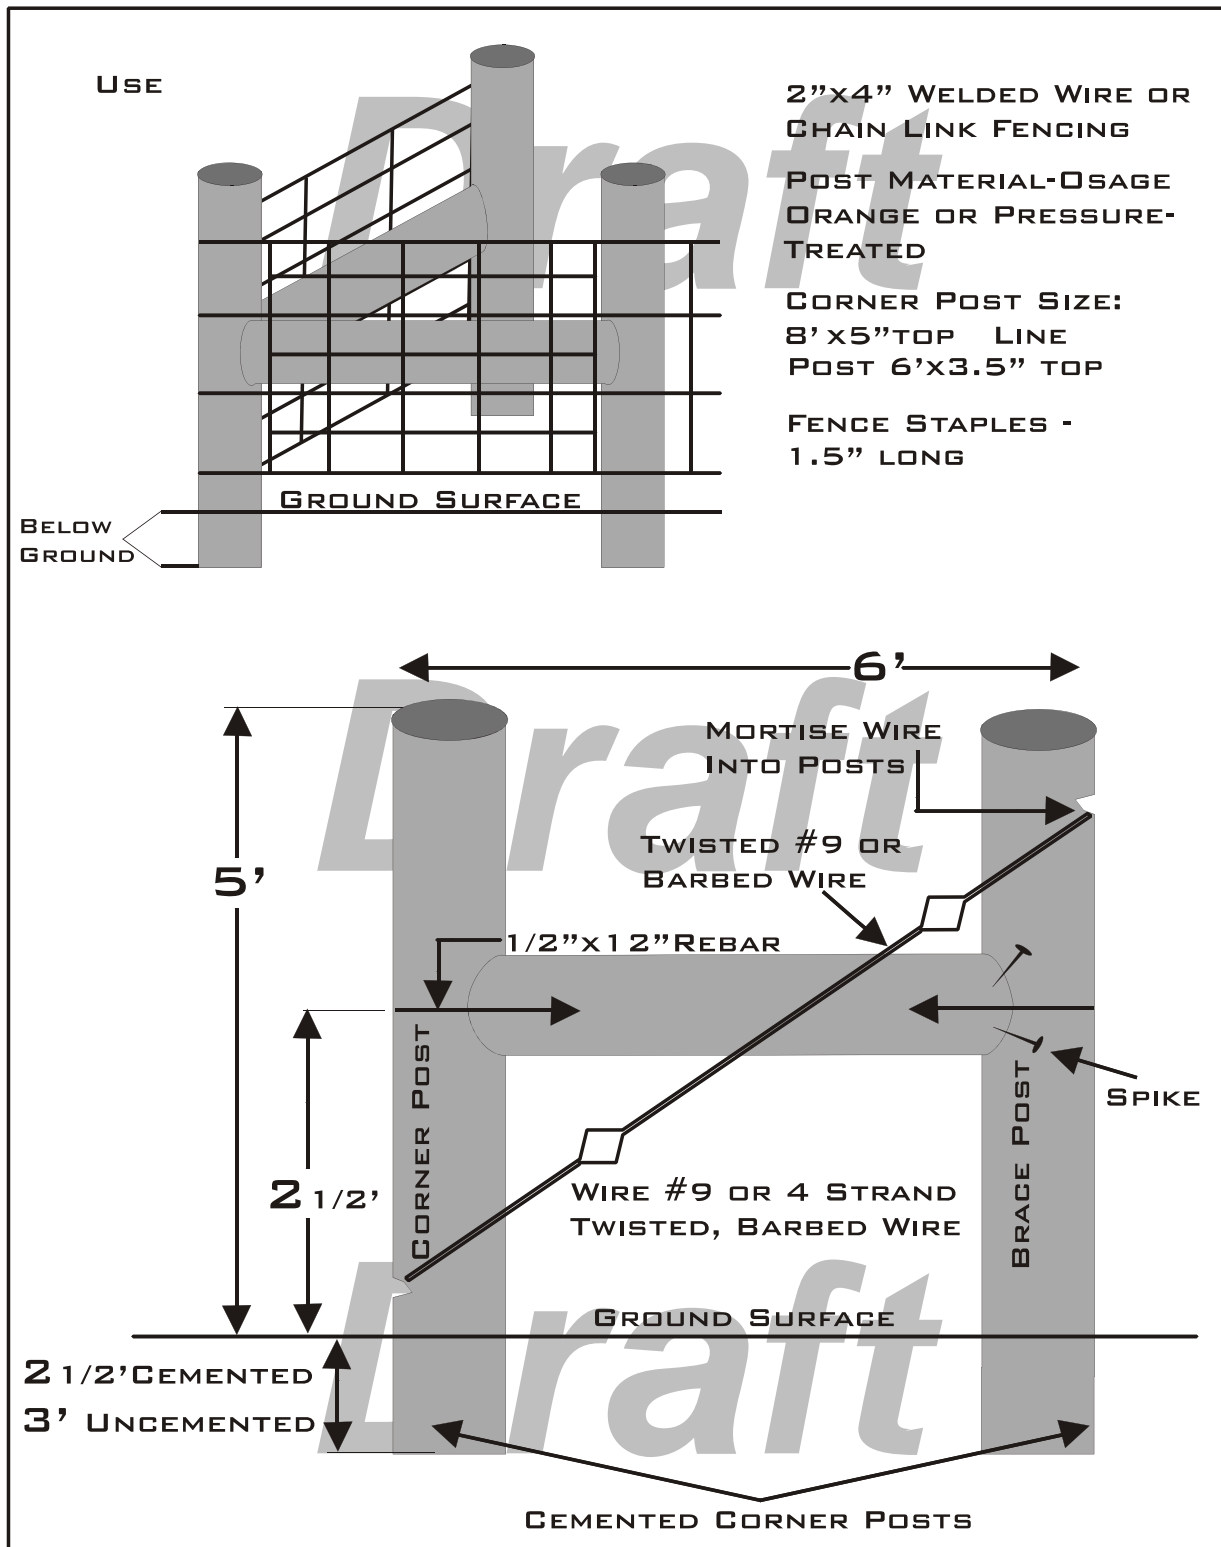 Use
2”x4” Welded Wire or
Chain Link Fencing
Post Material-Osage
Orange or Pressure-
Treated
Corner Post Size:
8’x5”top Line
Post 6’x3.5” top
Fence Staples -
1.5” long
Draft
Ground Surface
Below
Ground
6’
Mortise Wire
Into Posts
Twisted #9 or
Barbed Wire
Draft
5’
1/2”x12”Rebar
Corner Post
Brace Post
Spike
2 1/2’
Wire #9 or 4 Strand
Twisted, Barbed Wire
Ground Surface
Draft
2 1/2’Cemented
3’ Uncemented
Cemented Corner Posts